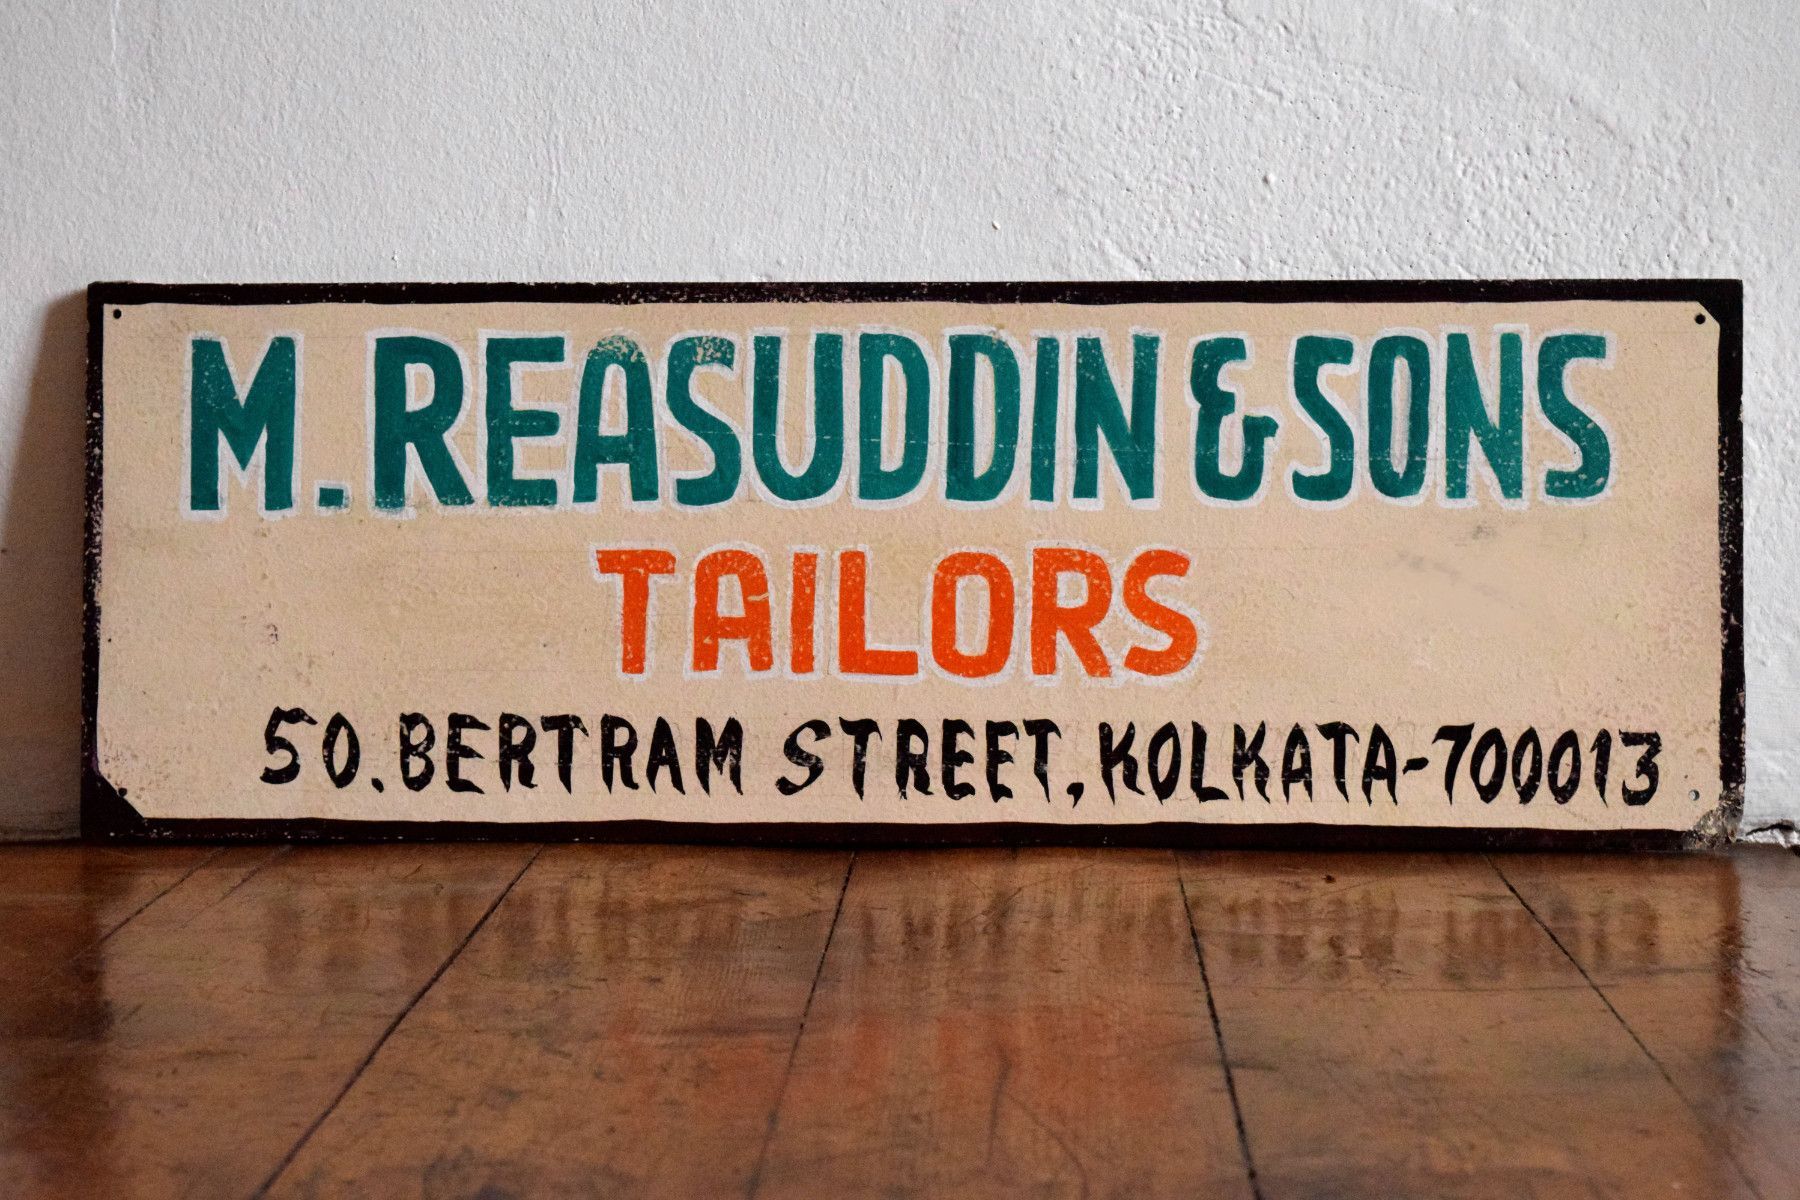 M. REASUDDIN & SONS
TAILORS
50. BERTRAM STREET, KOLKATA-700013